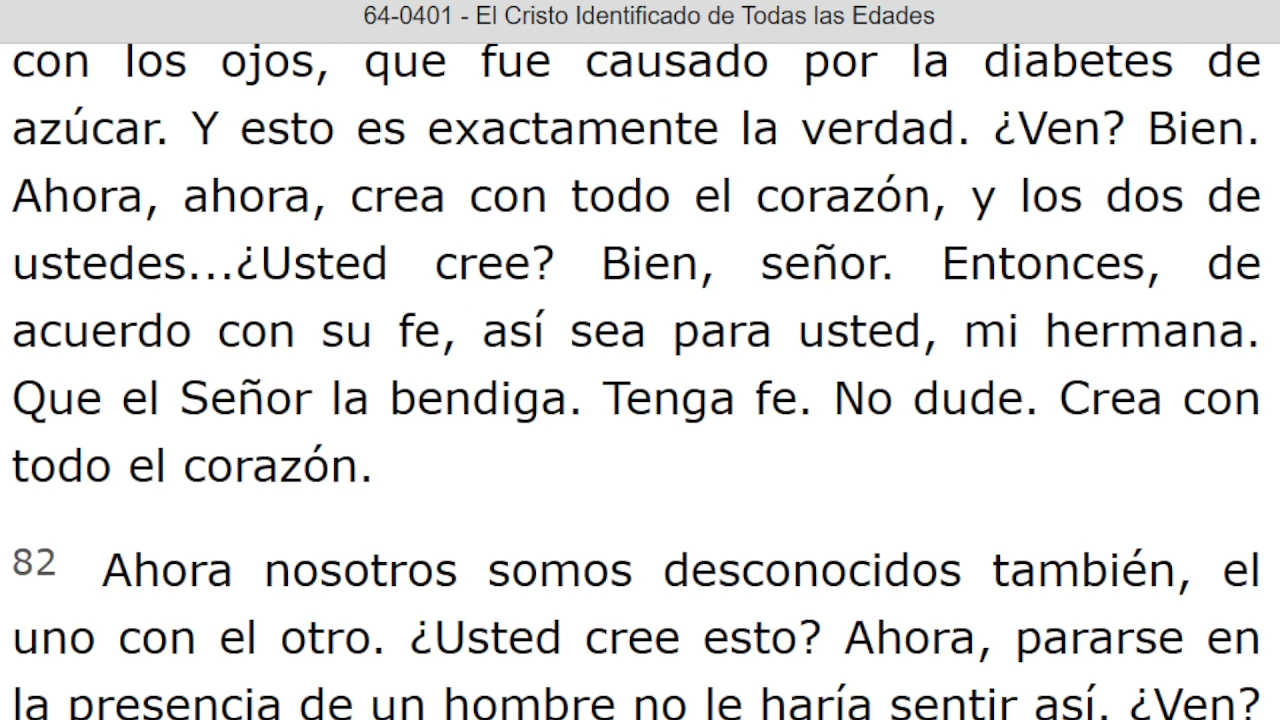 64-0401 - El Cristo Identificado de Todas las Edades
con los ojos, que fue causado por la diabetes de
azúcar. Y esto es exactamente la verdad. ¿Ven? Bien.
Ahora, ahora, crea con todo el corazón, y los dos de
ustedes...¿Usted cree? Bien, señor. Entonces, de
acuerdo con su fe, así sea para usted, mi hermana.
Que el Señor la bendiga. Tenga fe. No dude. Crea con
todo el corazón.
82 Ahora nosotros somos desconocidos también, el
uno con el otro. ¿Usted cree esto? Ahora, pararse en
la presencia de un hombre no le haría sentir así. ¿Ven?